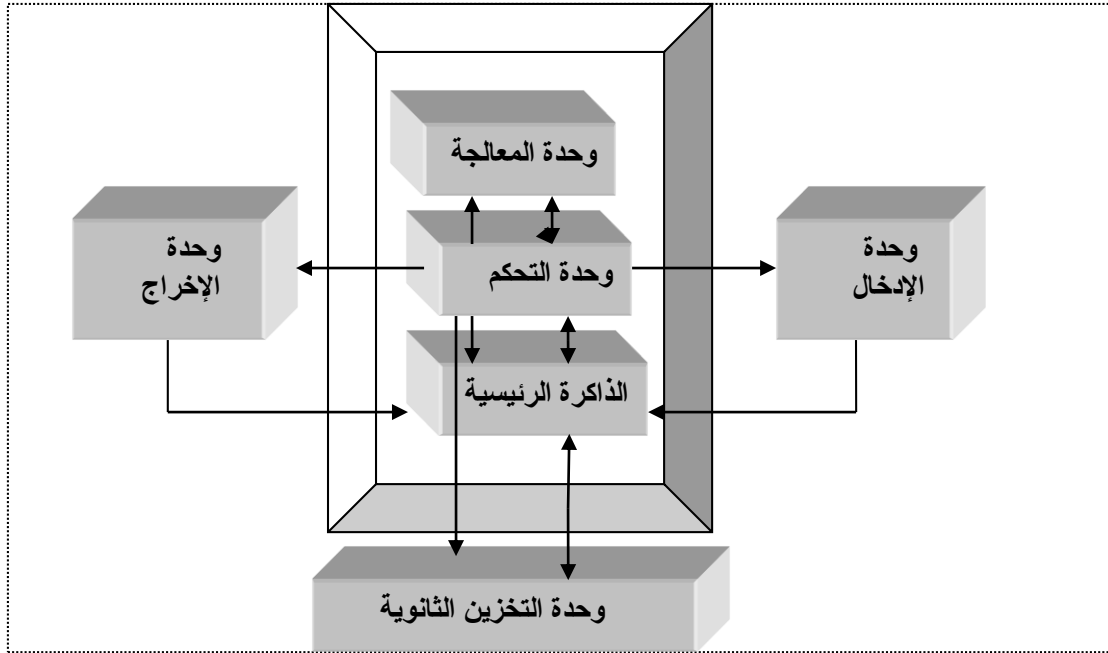 وحدة المعالجة
وحدة
الإدخال
وحدة التحكم
وحدة
الإخراج
الذاكرة الرئيسية
وحدة التخزين الثانوية